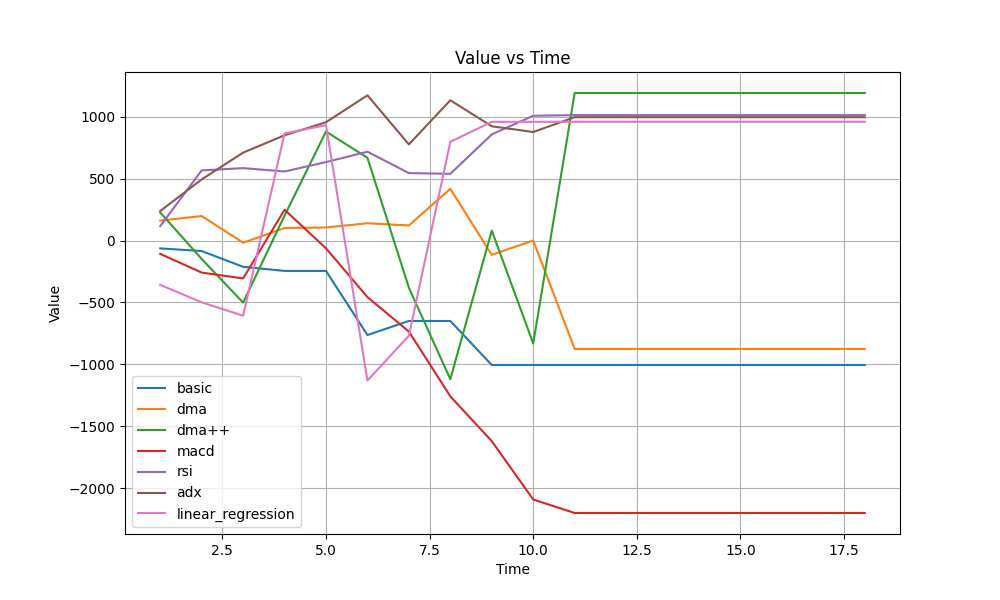 Value vs Time
Value
1000
500
0
−500
−1000
−1500
−2000
basic
dma
dma++
macd
rsi
adx
linear_regression
2.5 5.0 7.5 10.0 12.5 15.0 17.5
Time